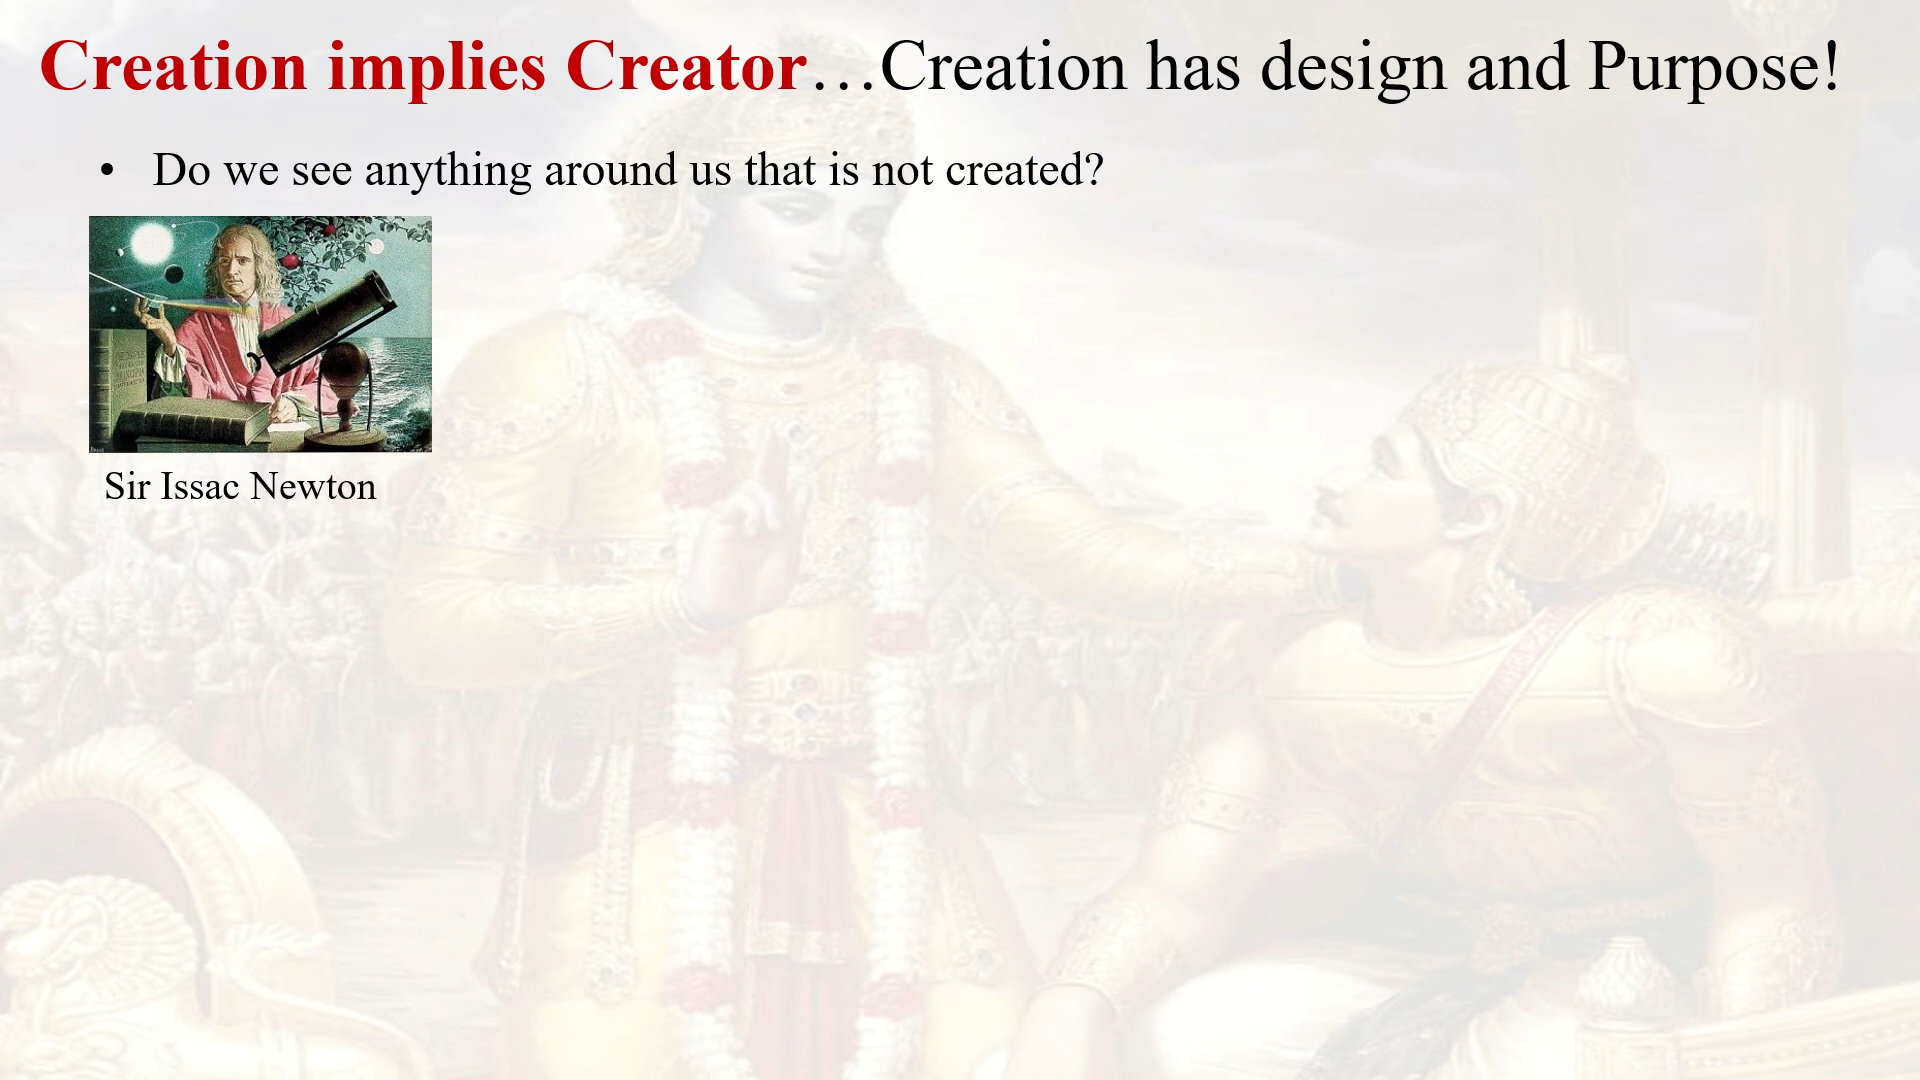 Creation implies Creator…Creation has design and Purpose!
• Do we see anything around us that is not created?
Sir Issac Newton